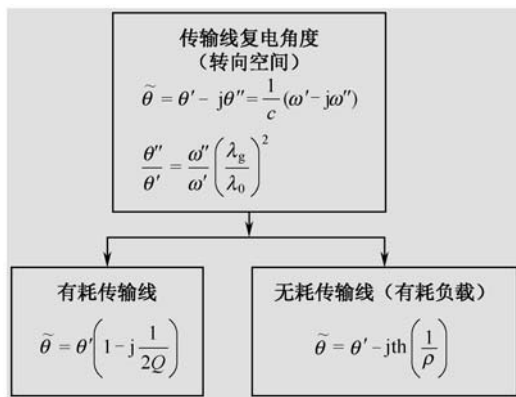 传输线复电角度
（转向空间）
θ̃ = θ′ − jθ″ = 1/c (ω′ − jω″)
θ″/θ′ = ω″/ω′ (λg/λ0)²
有耗传输线
θ̃ = θ′(1 − j 1/2Q)
无耗传输线（有耗负载）
θ̃ = θ′ − jth(1/ρ)